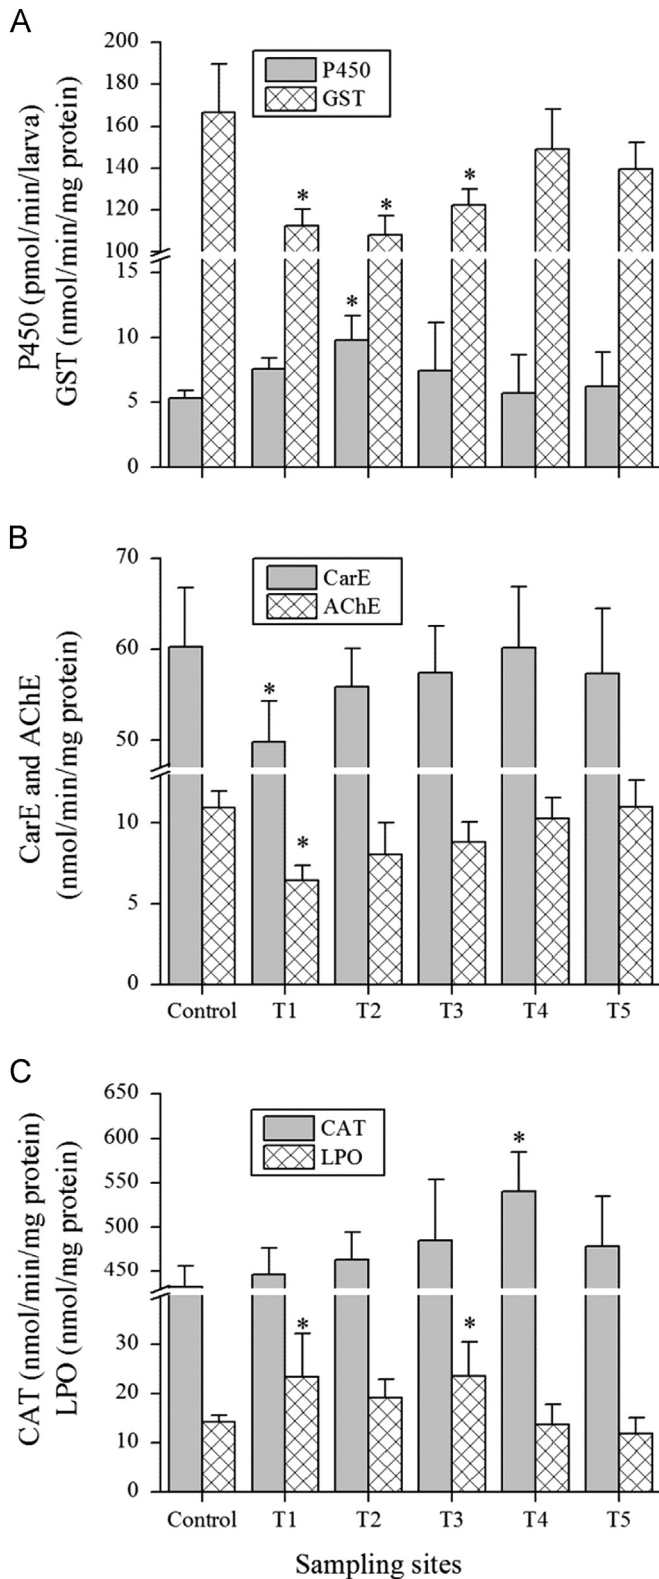 A
P450 (pmol/min/larva)
GST (nmol/min/mg protein)
200
180
160
140
120
100
15
10
5
0
P450
GST
*
*
*
*
B
CarE and AChE
(nmol/min/mg protein)
70
60
50
10
5
0
CarE
AChE
*
*
Control T1 T2 T3 T4 T5
C
CAT (nmol/min/mg protein)
LPO (nmol/mg protein)
650
600
550
500
450
30
20
10
0
CAT
LPO
*
*
*
Control T1 T2 T3 T4 T5
Sampling sites